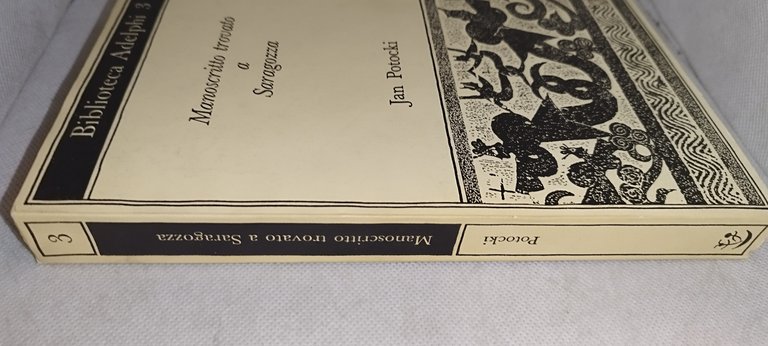 Biblioteca Adelphi 3
Manoscritto trovato
a
Saragozza
Jan Potocki
3
Manoscritto trovato a Saragozza
Potocki